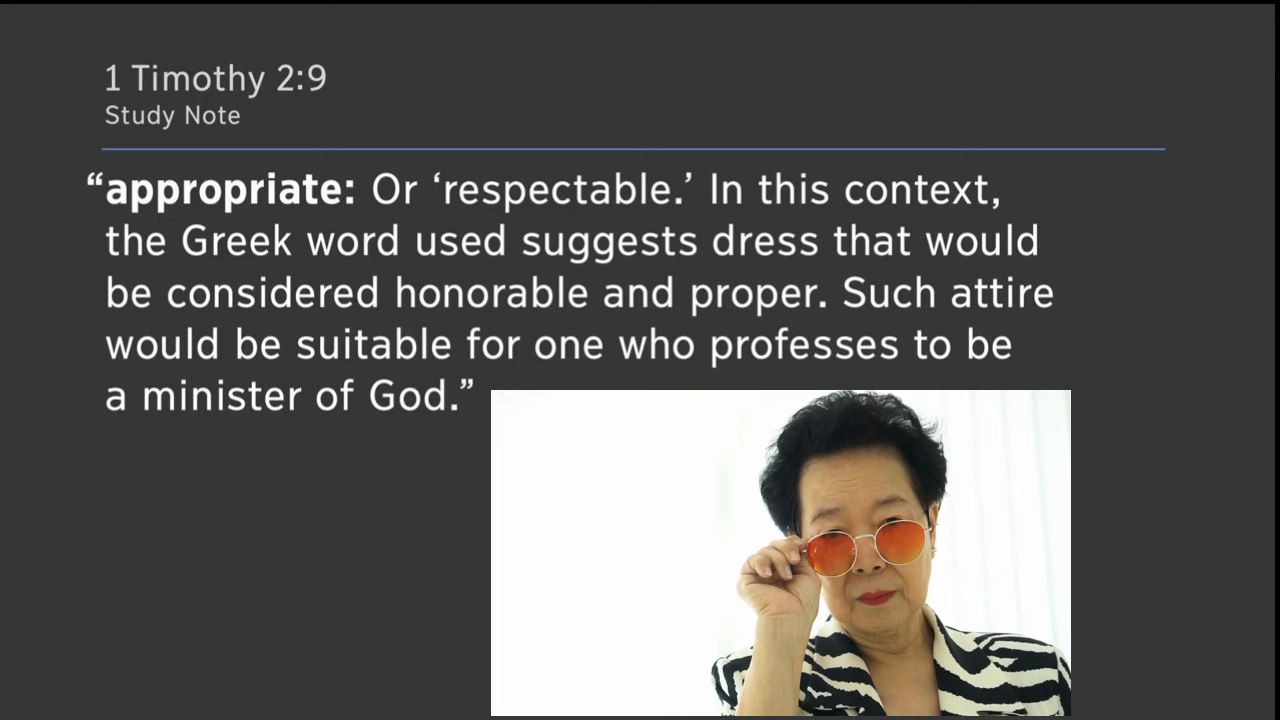 1 Timothy 2:9
Study Note
“appropriate: Or ‘respectable.’ In this context,
the Greek word used suggests dress that would
be considered honorable and proper. Such attire
would be suitable for one who professes to be
a minister of God.”